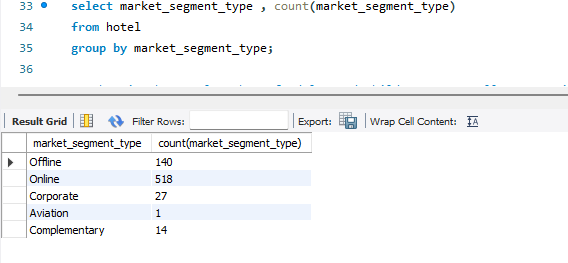 33 select market_segment_type , count(market_segment_type)
34 from hotel
35 group by market_segment_type;
36
Result Grid Filter Rows: Export: Wrap Cell Content:
market_segment_type count(market_segment_type)
Offline 140
Online 518
Corporate 27
Aviation 1
Complementary 14